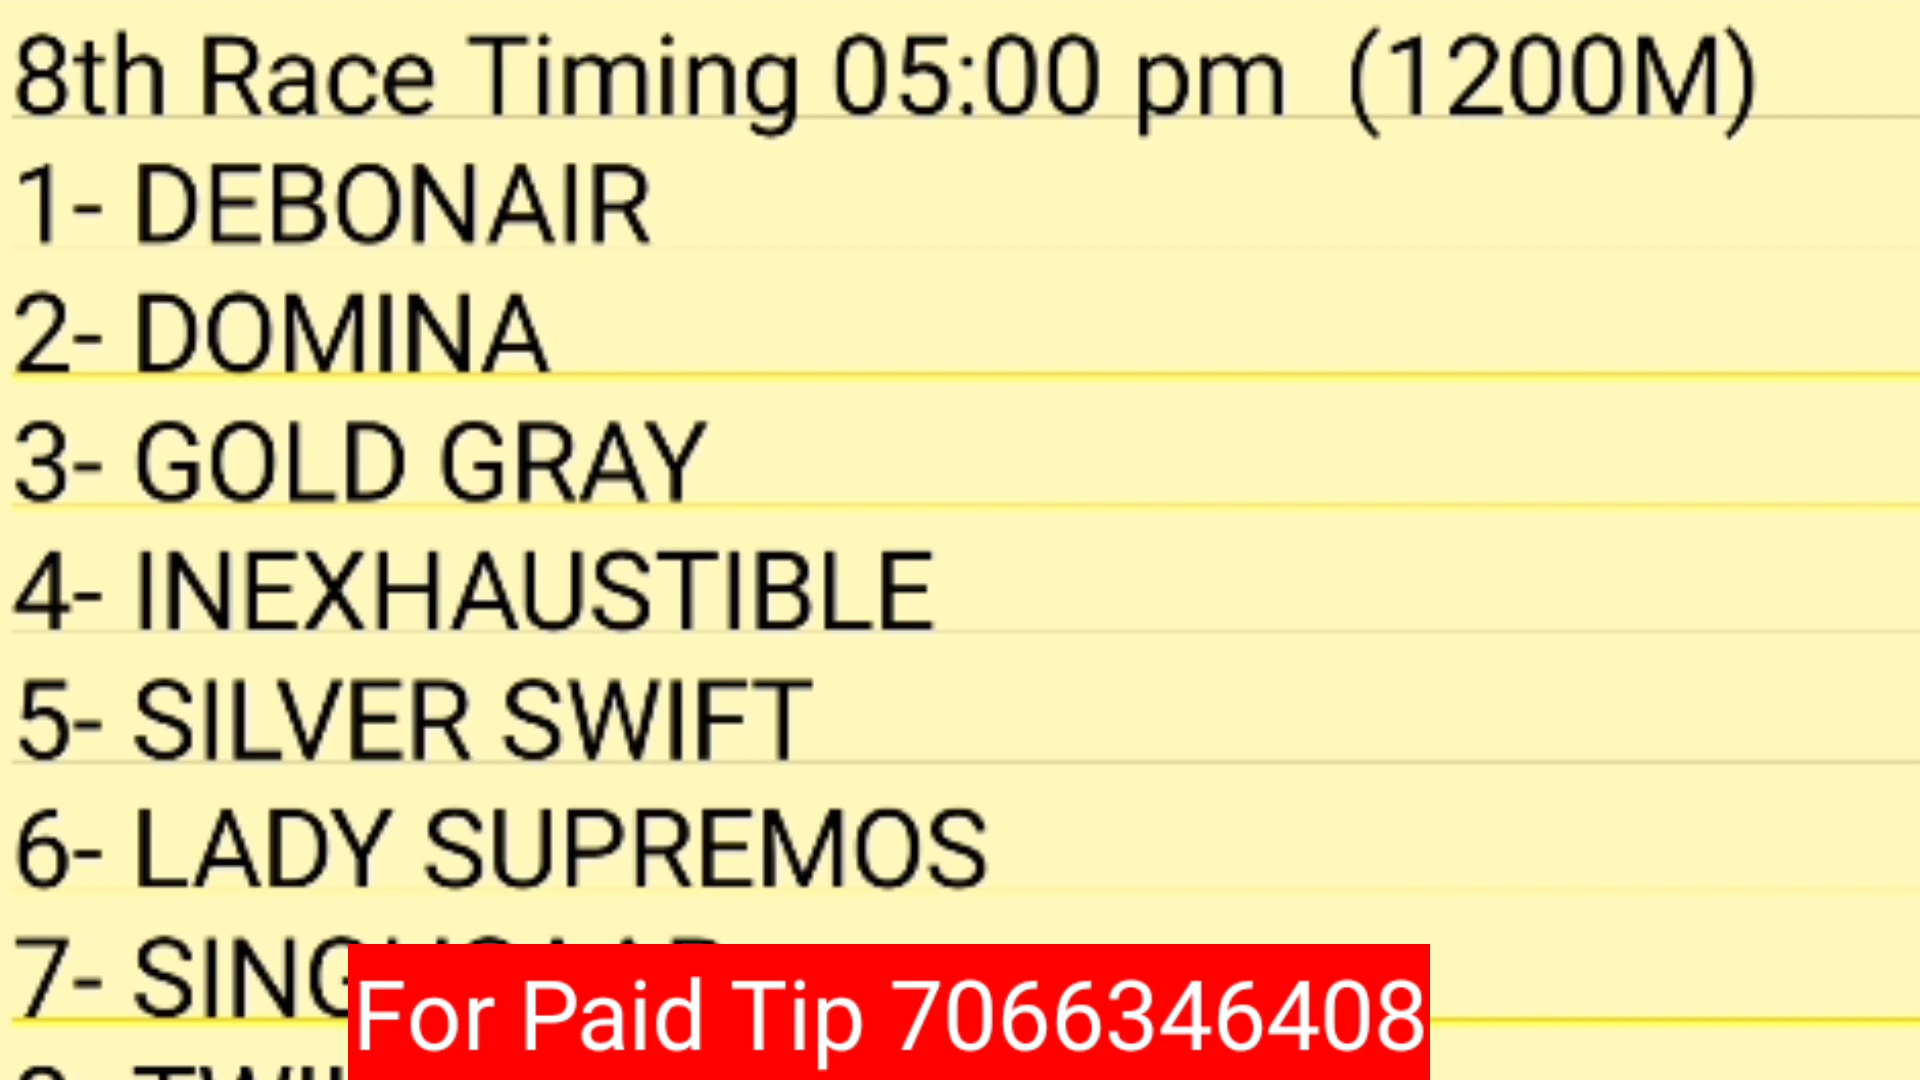 8th Race Timing 05:00 pm (1200M)
1- DEBONAIR
2- DOMINA
3- GOLD GRAY
4- INEXHAUSTIBLE
5- SILVER SWIFT
6- LADY SUPREMOS
7-
For Paid Tip 7066346408